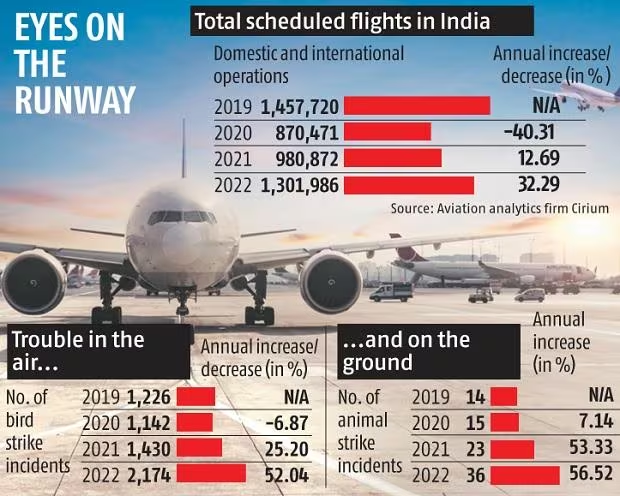 EYES ON
THE
RUNWAY
Total scheduled flights in India
Domestic and international
operations
Annual increase/
decrease (in %)
2019 1,457,720 N/A
2020 870,471 -40.31
2021 980,872 12.69
2022 1,301,986 32.29
Source: Aviation analytics firm Cirium
Trouble in the
air...
Annual increase/
decrease (in %)
No. of
bird
strike
incidents
2019 1,226 N/A
2020 1,142 -6.87
2021 1,430 25.20
2022 2,174 52.04
...and on the
ground
Annual
increase
(in %)
No. of
animal
strike
incidents
2019 14 N/A
2020 15 7.14
2021 23 53.33
2022 36 56.52